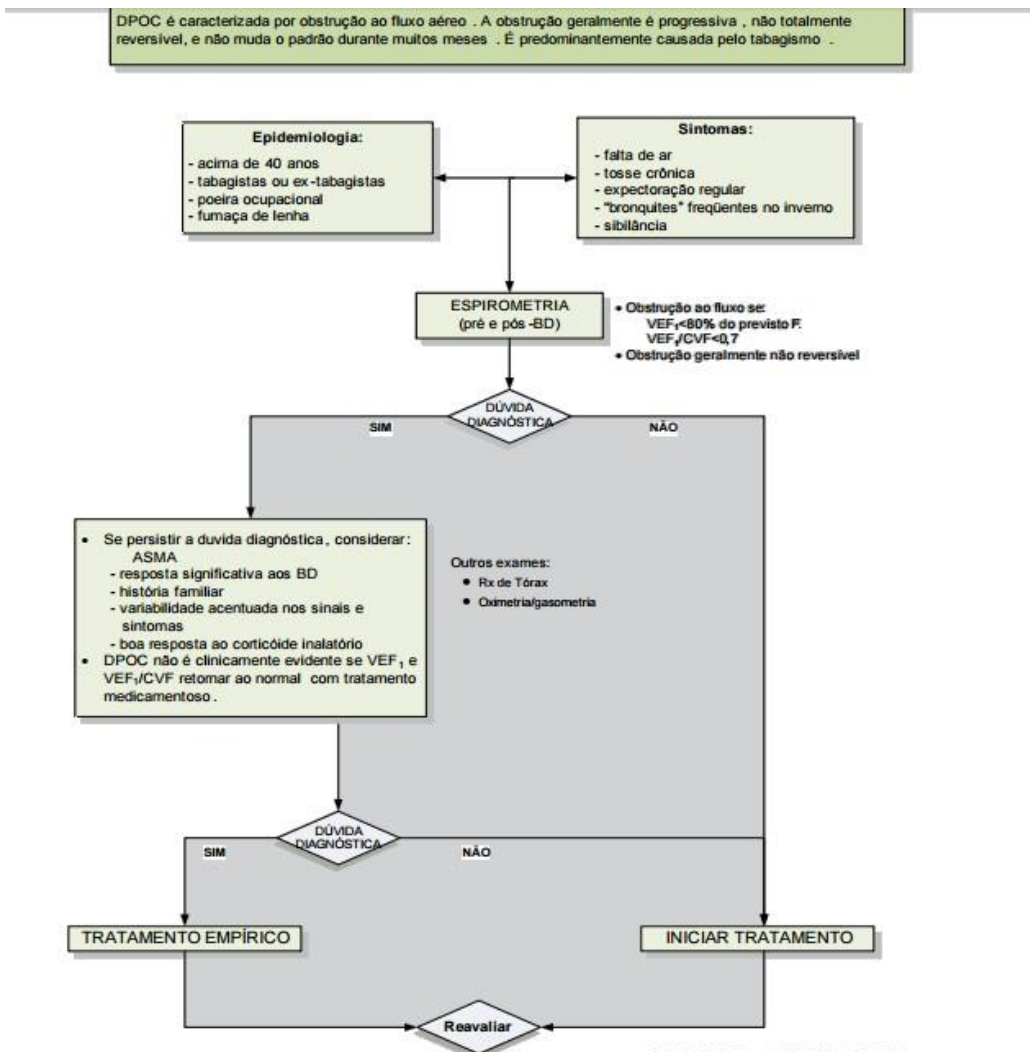 DPOC é caracterizada por obstrução ao fluxo aéreo . A obstrução geralmente é progressiva , não totalmente
reversível, e não muda o padrão durante muitos meses . É predominantemente causada pelo tabagismo .
Epidemiologia:
- acima de 40 anos
- tabagistas ou ex-tabagistas
- poeira ocupacional
- fumaça de lenha
Sintomas:
- falta de ar
- tosse crônica
- expectoração regular
- "bronquites" freqüentes no inverno
- sibilância
ESPIROMETRIA
(pré e pós -BD)
• Obstrução ao fluxo se:
VEF₁<80% do previsto F.
VEF₁/CVF<0,7
• Obstrução geralmente não reversível
DÚVIDA
DIAGNÓSTICA
SIM
NÃO
• Se persistir a duvida diagnóstica , considerar:
ASMA
- resposta significativa aos BD
- história familiar
- variabilidade acentuada nos sinais e
sintomas
- boa resposta ao corticóide inalatório
• DPOC não é clinicamente evidente se VEF₁ e
VEF₁/CVF retornar ao normal com tratamento
medicamentoso .
Outros exames:
• Rx de Tórax
• Oximetria/gasometria
DÚVIDA
DIAGNÓSTICA
SIM
NÃO
TRATAMENTO EMPÍRICO
INICIAR TRATAMENTO
Reavaliar